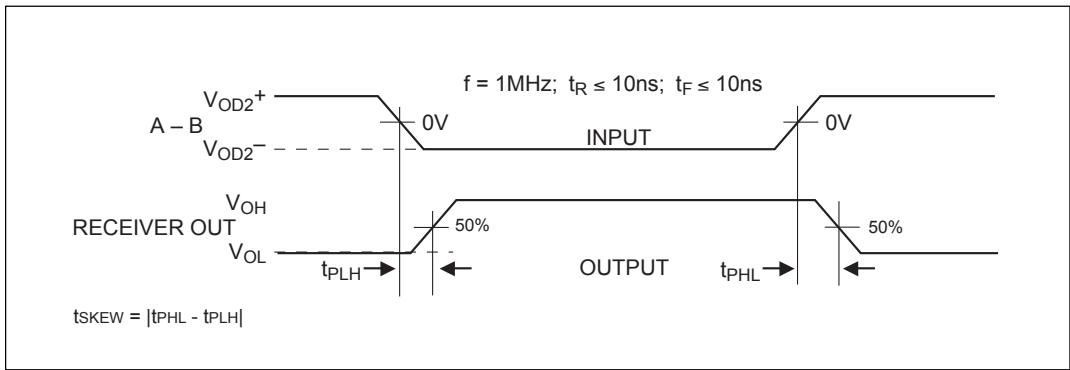 f = 1MHz; tR ≤ 10ns; tF ≤ 10ns
VOD2+
A – B
0V
0V
VOD2–
INPUT
VOH
RECEIVER OUT
50%
50%
VOL
tPLH
OUTPUT
tPHL
tSKEW = |tPHL - tPLH|